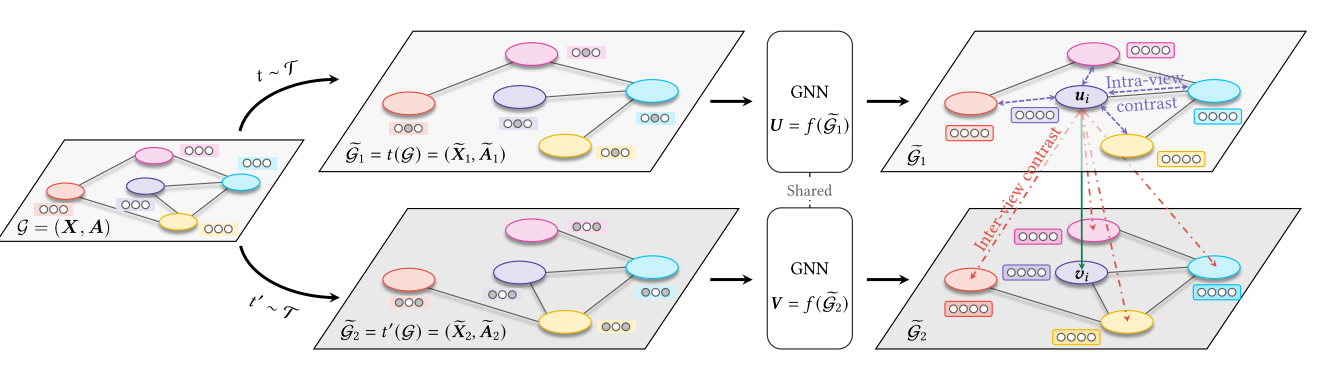 t ~ 𝒯
𝒢 = (X, A)
t′ ~ 𝒯
𝒢̃₁ = t(𝒢) = (X̃₁, Ã₁)
𝒢̃₂ = t′(𝒢) = (X̃₂, Ã₂)
GNN
U = f(𝒢̃₁)
Shared
GNN
V = f(𝒢̃₂)
Intra-view
contrast
uᵢ
𝒢̃₁
Inter-view contrast
vᵢ
𝒢̃₂